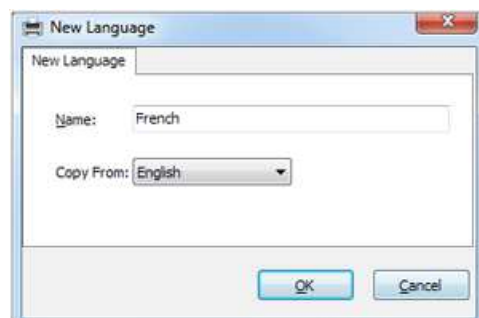 New Language
New Language
Name: French
Copy From: English
OK Cancel